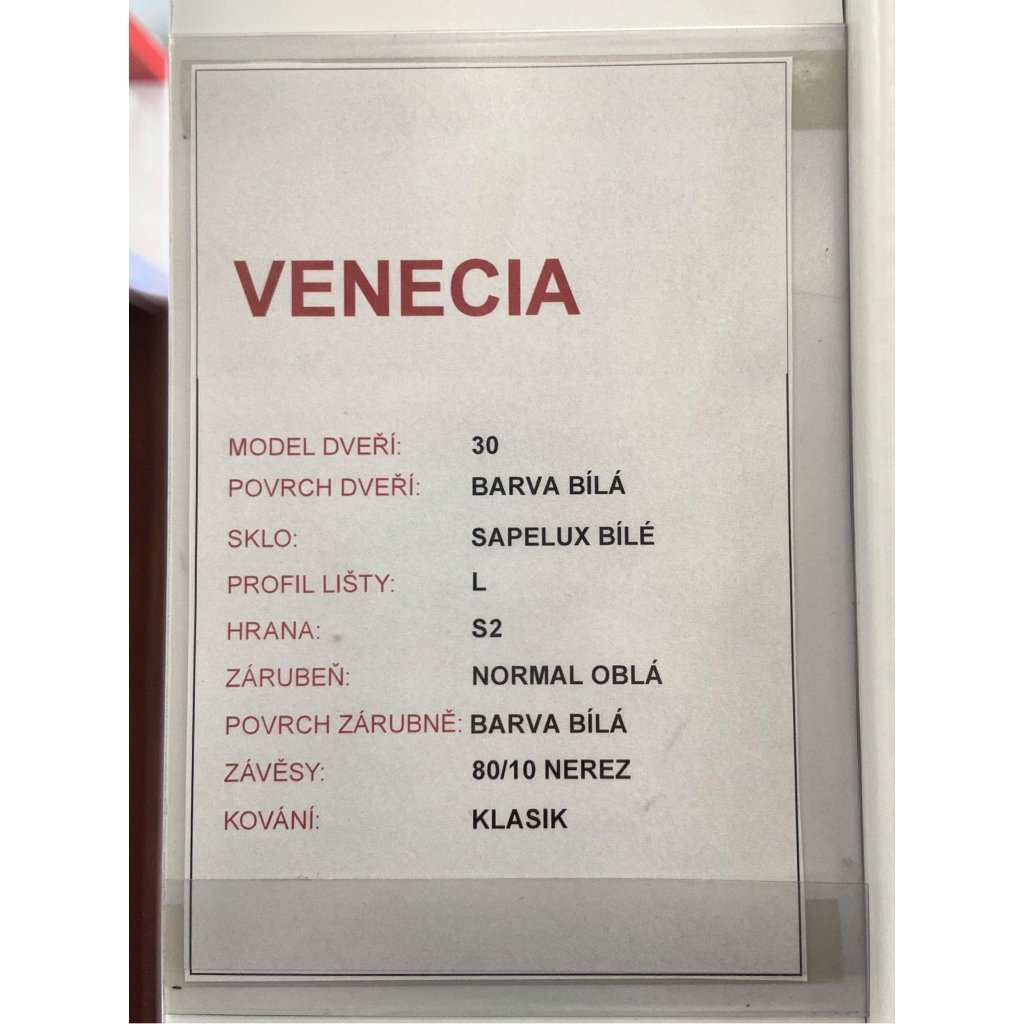 VENECIA
MODEL DVEŘÍ: 30
POVRCH DVEŘÍ: BARVA BÍLÁ
SKLO: SAPELUX BÍLÉ
PROFIL LIŠTY: L
HRANA: S2
ZÁRUBEŇ: NORMAL OBLÁ
POVRCH ZÁRUBNĚ: BARVA BÍLÁ
ZÁVĚSY: 80/10 NEREZ
KOVÁNÍ: KLASIK